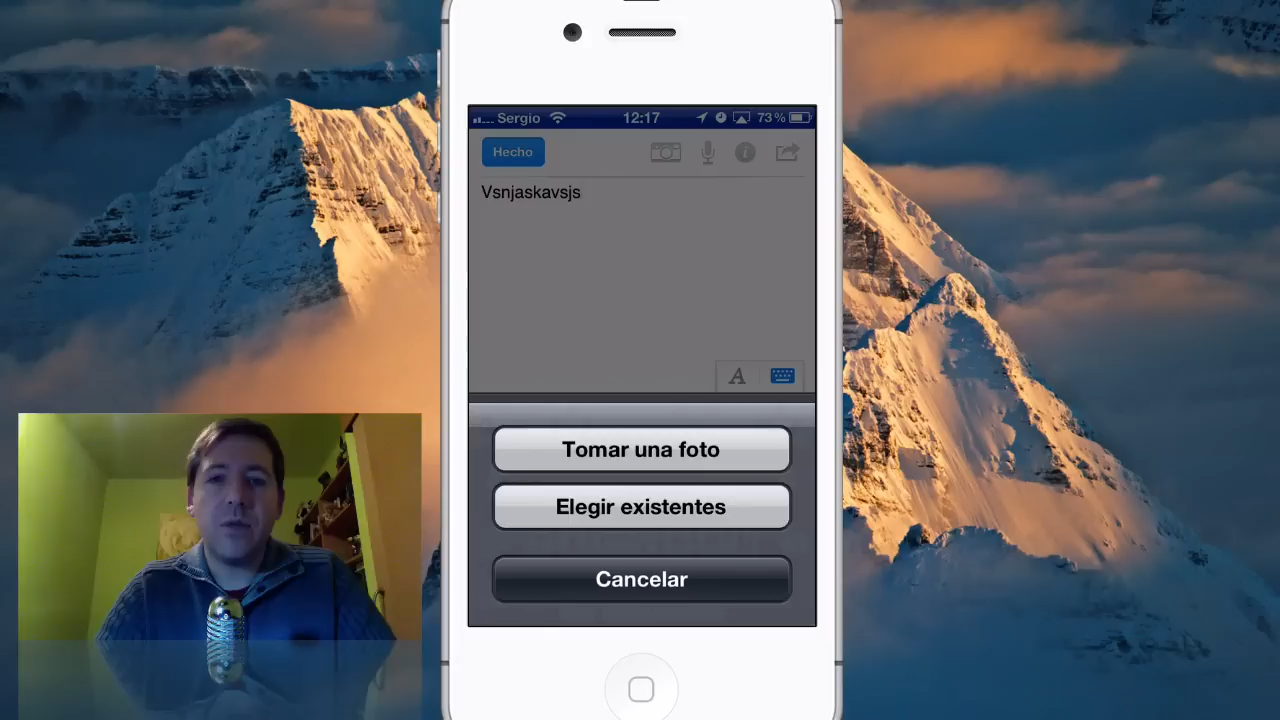 Sergio 12:17 73%
Hecho
Vsnjaskavsjs
A
Tomar una foto
Elegir existentes
Cancelar